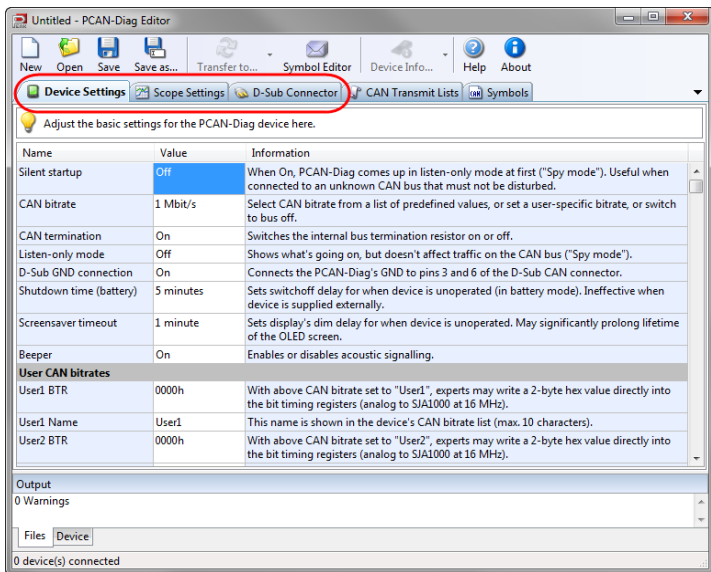 Untitled - PCAN-Diag Editor
New Open Save Save as... Transfer to... Symbol Editor Device Info... Help About
Device Settings Scope Settings D-Sub Connector CAN Transmit Lists Symbols
Adjust the basic settings for the PCAN-Diag device here.
Name Value Information
Silent startup Off When On, PCAN-Diag comes up in listen-only mode at first ("Spy mode"). Useful when
connected to an unknown CAN bus that must not be disturbed.
CAN bitrate 1 Mbit/s Select CAN bitrate from a list of predefined values, or set a user-specific bitrate, or switch
to bus off.
CAN termination On Switches the internal bus termination resistor on or off.
Listen-only mode Off Shows what's going on, but doesn't affect traffic on the CAN bus ("Spy mode").
D-Sub GND connection On Connects the PCAN-Diag's GND to pins 3 and 6 of the D-Sub CAN connector.
Shutdown time (battery) 5 minutes Sets switchoff delay for when device is unoperated (in battery mode). Ineffective when
device is supplied externally.
Screensaver timeout 1 minute Sets display's dim delay for when device is unoperated. May significantly prolong lifetime
of the OLED screen.
Beeper On Enables or disables acoustic signalling.
User CAN bitrates
User1 BTR 0000h With above CAN bitrate set to "User1", experts may write a 2-byte hex value directly into
the bit timing registers (analog to SJA1000 at 16 MHz).
User1 Name User1 This name is shown in the device's CAN bitrate list (max. 10 characters).
User2 BTR 0000h With above CAN bitrate set to "User2", experts may write a 2-byte hex value directly into
the bit timing registers (analog to SJA1000 at 16 MHz).
Output
0 Warnings
Files Device
0 device(s) connected